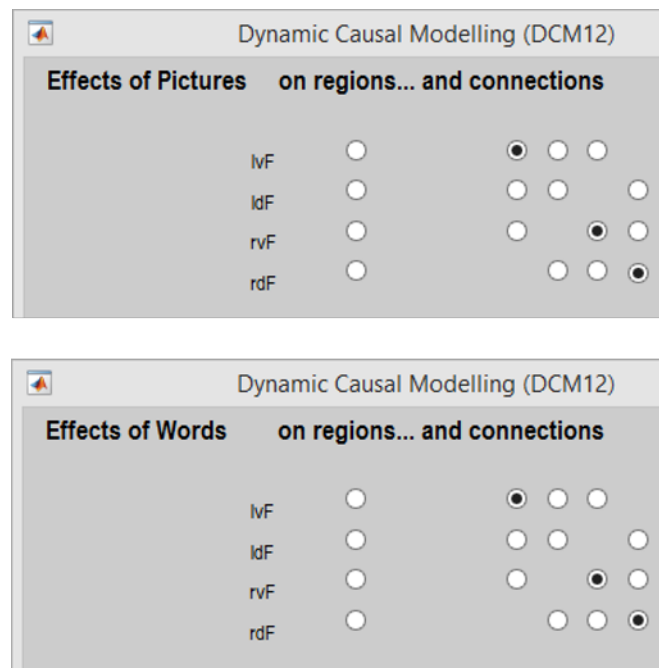 Dynamic Causal Modelling (DCM12)
Effects of Pictures on regions... and connections
lvF
ldF
rvF
rdF
Dynamic Causal Modelling (DCM12)
Effects of Words on regions... and connections
lvF
ldF
rvF
rdF